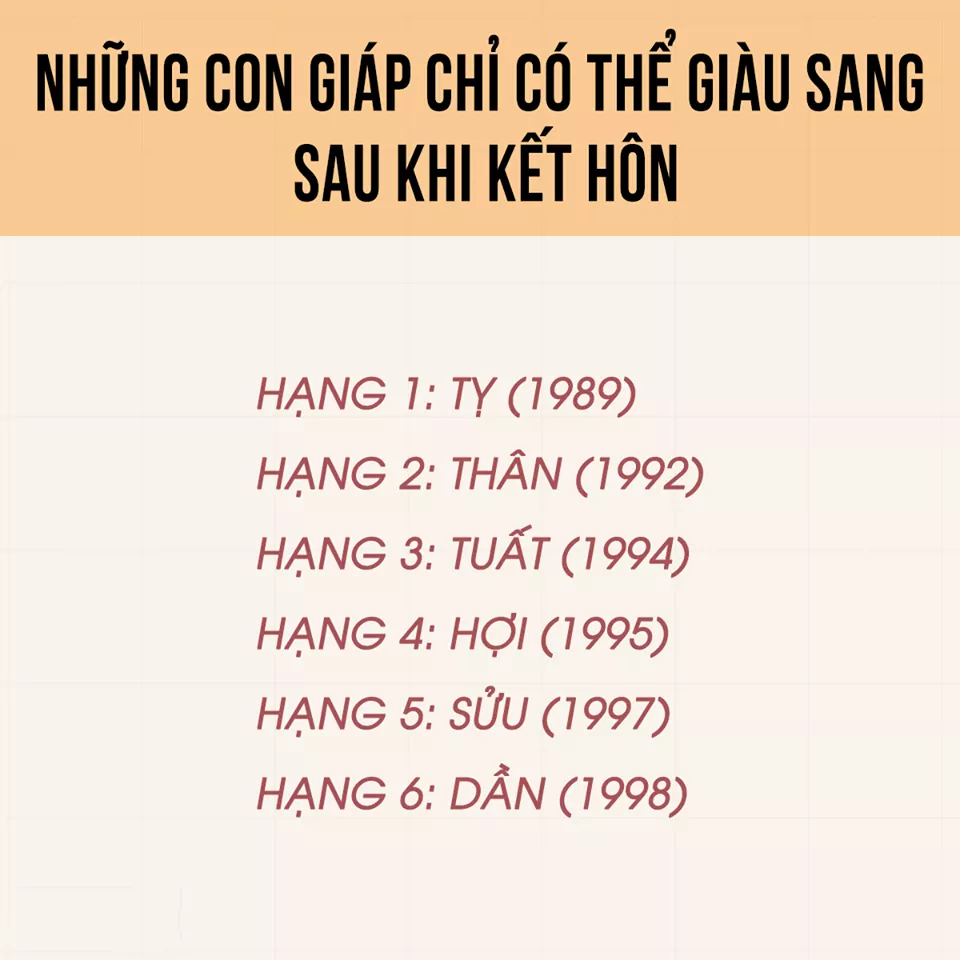 NHỮNG CON GIÁP CHỈ CÓ THỂ GIÀU SANG
SAU KHI KẾT HÔN
HẠNG 1: TỴ (1989)
HẠNG 2: THÂN (1992)
HẠNG 3: TUẤT (1994)
HẠNG 4: HỢI (1995)
HẠNG 5: SỬU (1997)
HẠNG 6: DẦN (1998)